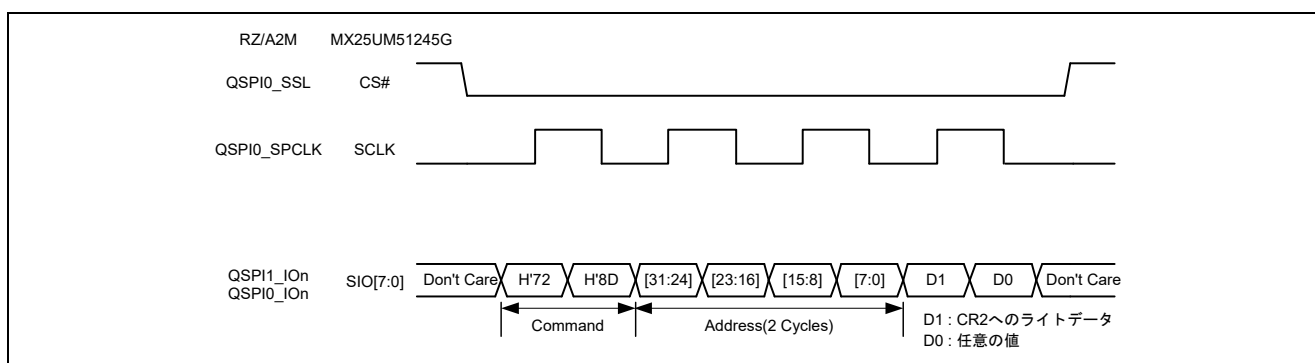 RZ/A2M MX25UM51245G
QSPI0_SSL CS#
QSPI0_SPCLK SCLK
QSPI1_IOn
QSPI0_IOn
SIO[7:0]
Don't Care H'72 H'8D [31:24] [23:16] [15:8] [7:0] D1 D0 Don't Care
Command
Address(2 Cycles)
D1 : CR2へのライトデータ
D0 : 任意の値